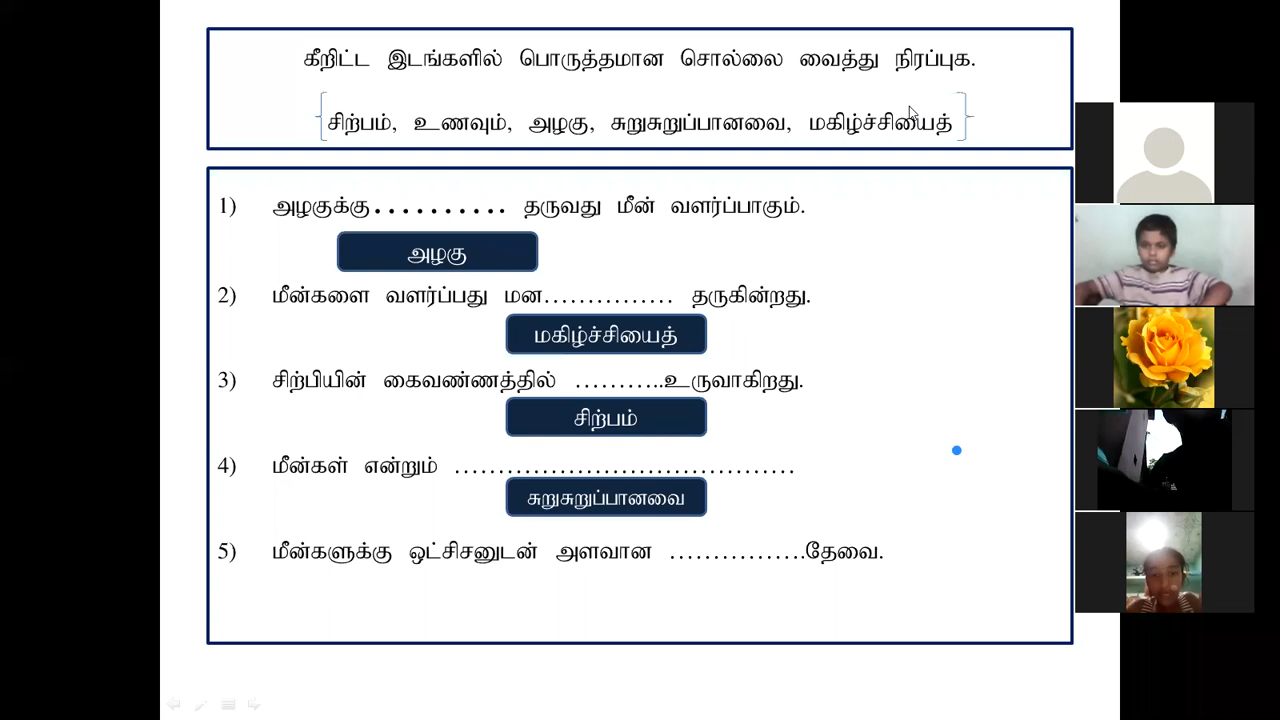 கீறிட்ட இடங்களில் பொருத்தமான சொல்லை வைத்து நிரப்புக.
சிற்பம், உணவும், அழகு, சுறுசுறுப்பானவை, மகிழ்ச்சியைத்
1) அழகுக்கு.......... தருவது மீன் வளர்ப்பாகும்.
அழகு
2) மீன்களை வளர்ப்பது மன............... தருகின்றது.
மகிழ்ச்சியைத்
3) சிற்பியின் கைவண்ணத்தில் ...........உருவாகிறது.
சிற்பம்
4) மீன்கள் என்றும் .......................................
சுறுசுறுப்பானவை
5) மீன்களுக்கு ஒட்சிசனுடன் அளவான ................தேவை.